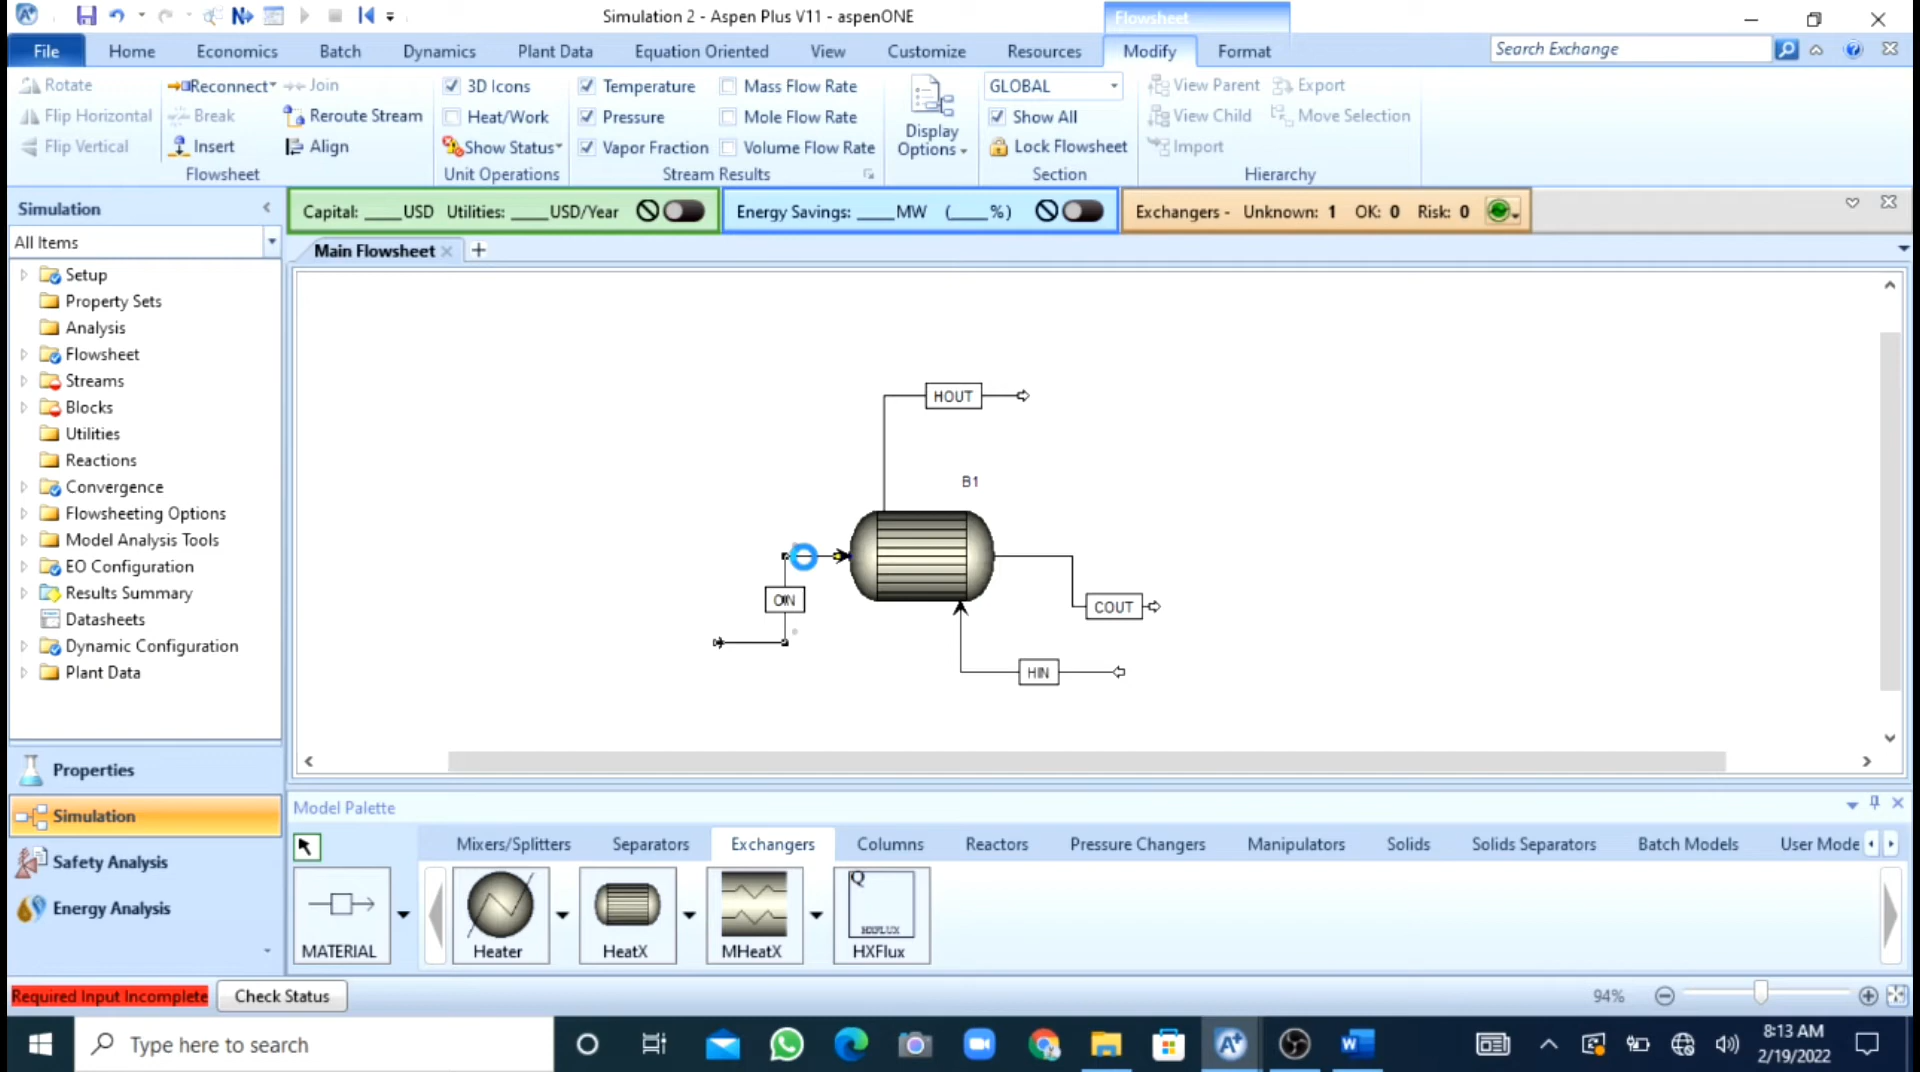 Simulation 2 - Aspen Plus V11 - aspenONE
Flowsheet
File Home Economics Batch Dynamics Plant Data Equation Oriented View Customize Resources Modify Format
Search Exchange
Rotate
Flip Horizontal
Flip Vertical
Reconnect
Break
Insert
Join
Reroute Stream
Align
Flowsheet
3D Icons
Heat/Work
Show Status
Unit Operations
Temperature
Pressure
Vapor Fraction
Mass Flow Rate
Mole Flow Rate
Volume Flow Rate
Stream Results
Display
Options
GLOBAL
Show All
Lock Flowsheet
Section
View Parent
View Child
Import
Export
Move Selection
Hierarchy
Simulation
All Items
Setup
Property Sets
Analysis
Flowsheet
Streams
Blocks
Utilities
Reactions
Convergence
Flowsheeting Options
Model Analysis Tools
EO Configuration
Results Summary
Datasheets
Dynamic Configuration
Plant Data
Properties
Simulation
Safety Analysis
Energy Analysis
Capital: ____USD Utilities: ____USD/Year
Energy Savings: ____MW (____%)
Exchangers - Unknown: 1 OK: 0 Risk: 0
Main Flowsheet
HOUT
B1
COUT
HIN
Model Palette
Mixers/Splitters Separators Exchangers Columns Reactors Pressure Changers Manipulators Solids Solids Separators Batch Models User Mode
MATERIAL
Heater
HeatX
MHeatX
Q
HXFLUX
HXFlux
Required Input Incomplete
Check Status
94%
Type here to search
8:13 AM
2/19/2022